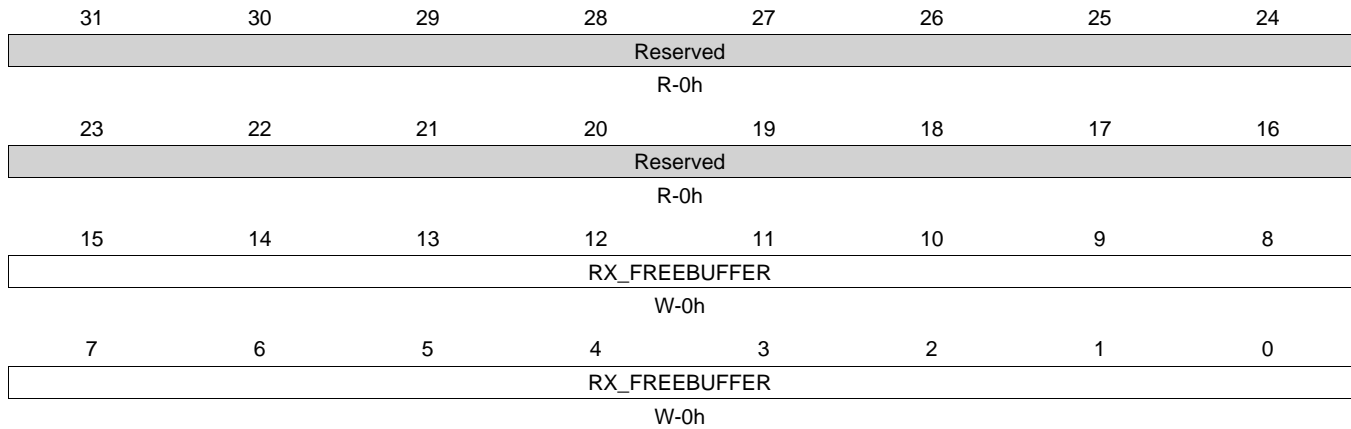 31 30 29 28 27 26 25 24
Reserved
R-0h
23 22 21 20 19 18 17 16
Reserved
R-0h
15 14 13 12 11 10 9 8
RX_FREEBUFFER
W-0h
7 6 5 4 3 2 1 0
RX_FREEBUFFER
W-0h